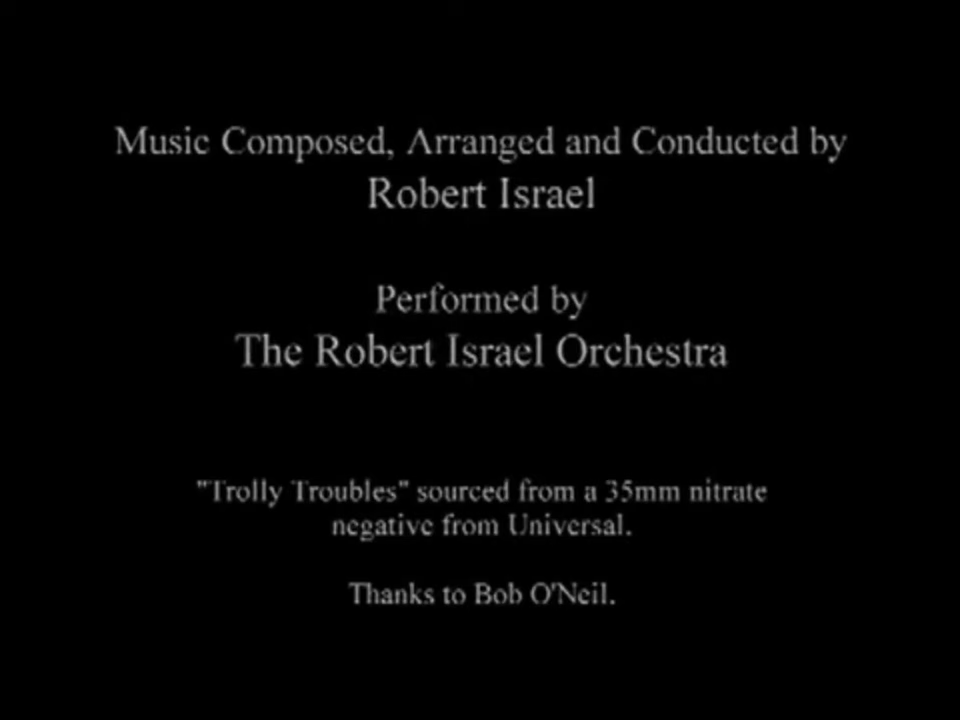 Music Composed, Arranged and Conducted by
Robert Israel
Performed by
The Robert Israel Orchestra
"Trolly Troubles" sourced from a 35mm nitrate
negative from Universal.
Thanks to Bob O'Neil.